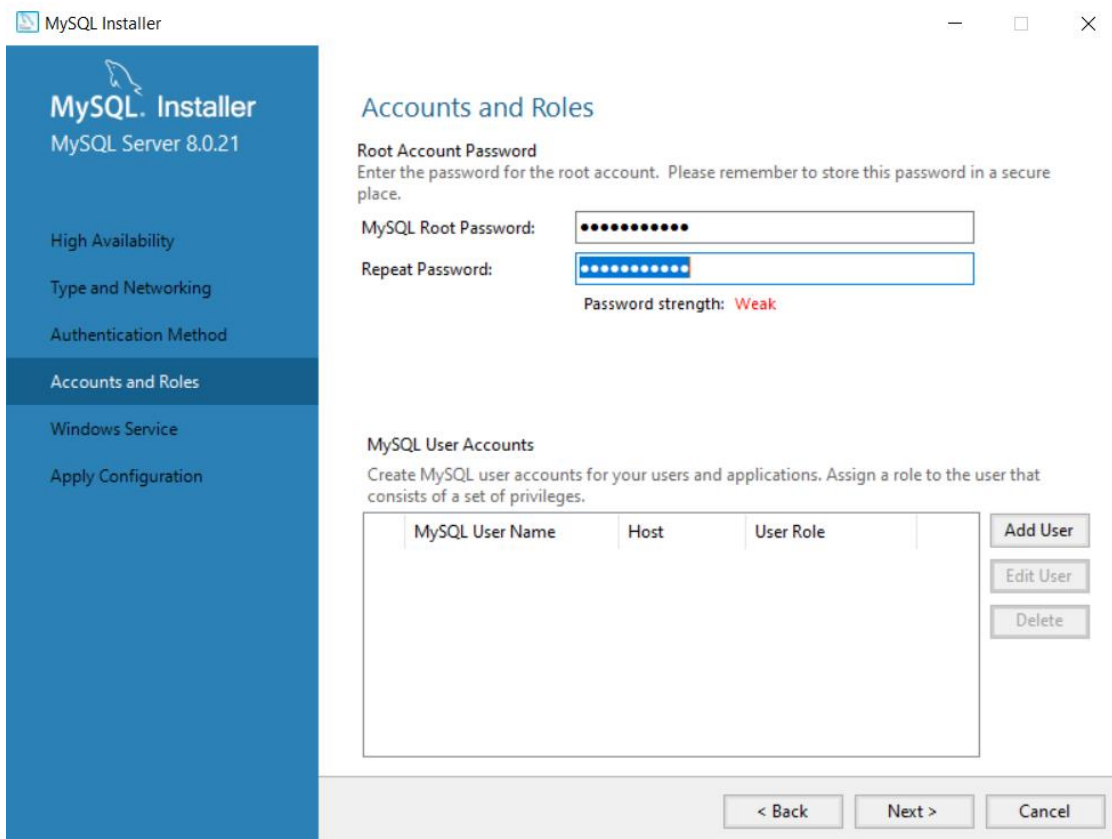 MySQL Installer
MySQL. Installer
MySQL Server 8.0.21
High Availability
Type and Networking
Authentication Method
Accounts and Roles
Windows Service
Apply Configuration
Accounts and Roles
Root Account Password
Enter the password for the root account. Please remember to store this password in a secure
place.
MySQL Root Password: •••••••••••
Repeat Password: •••••••••••
Password strength: Weak
MySQL User Accounts
Create MySQL user accounts for your users and applications. Assign a role to the user that
consists of a set of privileges.
MySQL User Name Host User Role
Add User
Edit User
Delete
< Back Next > Cancel